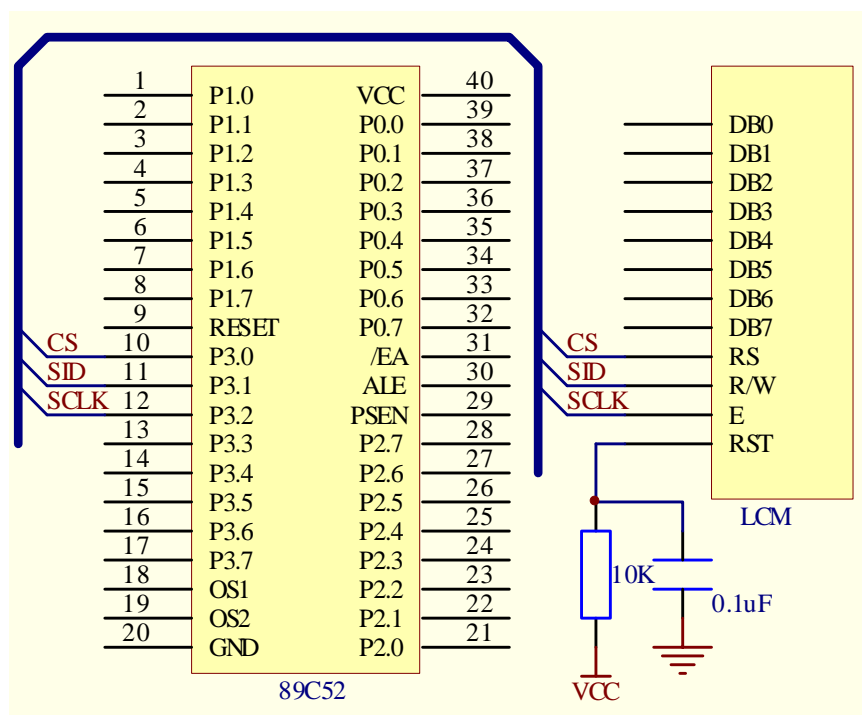 1 P1.0 VCC 40
2 P1.1 P0.0 39 DB0
3 P1.2 P0.1 38 DB1
4 P1.3 P0.2 37 DB2
5 P1.4 P0.3 36 DB3
6 P1.5 P0.4 35 DB4
7 P1.6 P0.5 34 DB5
8 P1.7 P0.6 33 DB6
9 RESET P0.7 32 DB7
CS 10 P3.0 /EA 31 CS RS
SID 11 P3.1 ALE 30 SID R/W
SCLK 12 P3.2 PSEN 29 SCLK E
13 P3.3 P2.7 28 RST
14 P3.4 P2.6 27
15 P3.5 P2.5 26
16 P3.6 P2.4 25 LCM
17 P3.7 P2.3 24
18 OS1 P2.2 23 10K
19 OS2 P2.1 22 0.1uF
20 GND P2.0 21
89C52 VCC